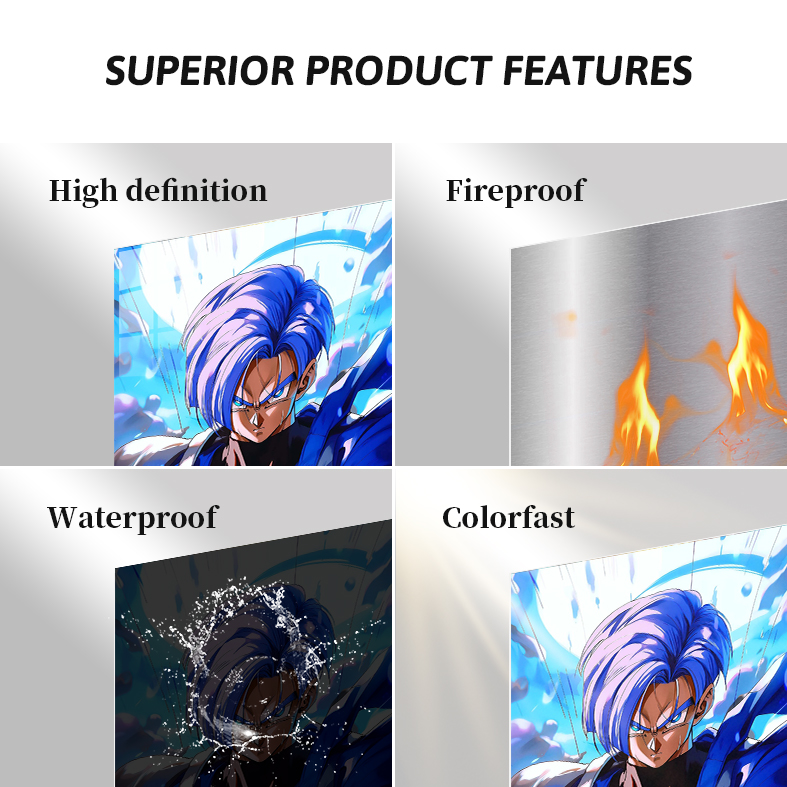 SUPERIOR PRODUCT FEATURES
High definition
Fireproof
Waterproof
Colorfast